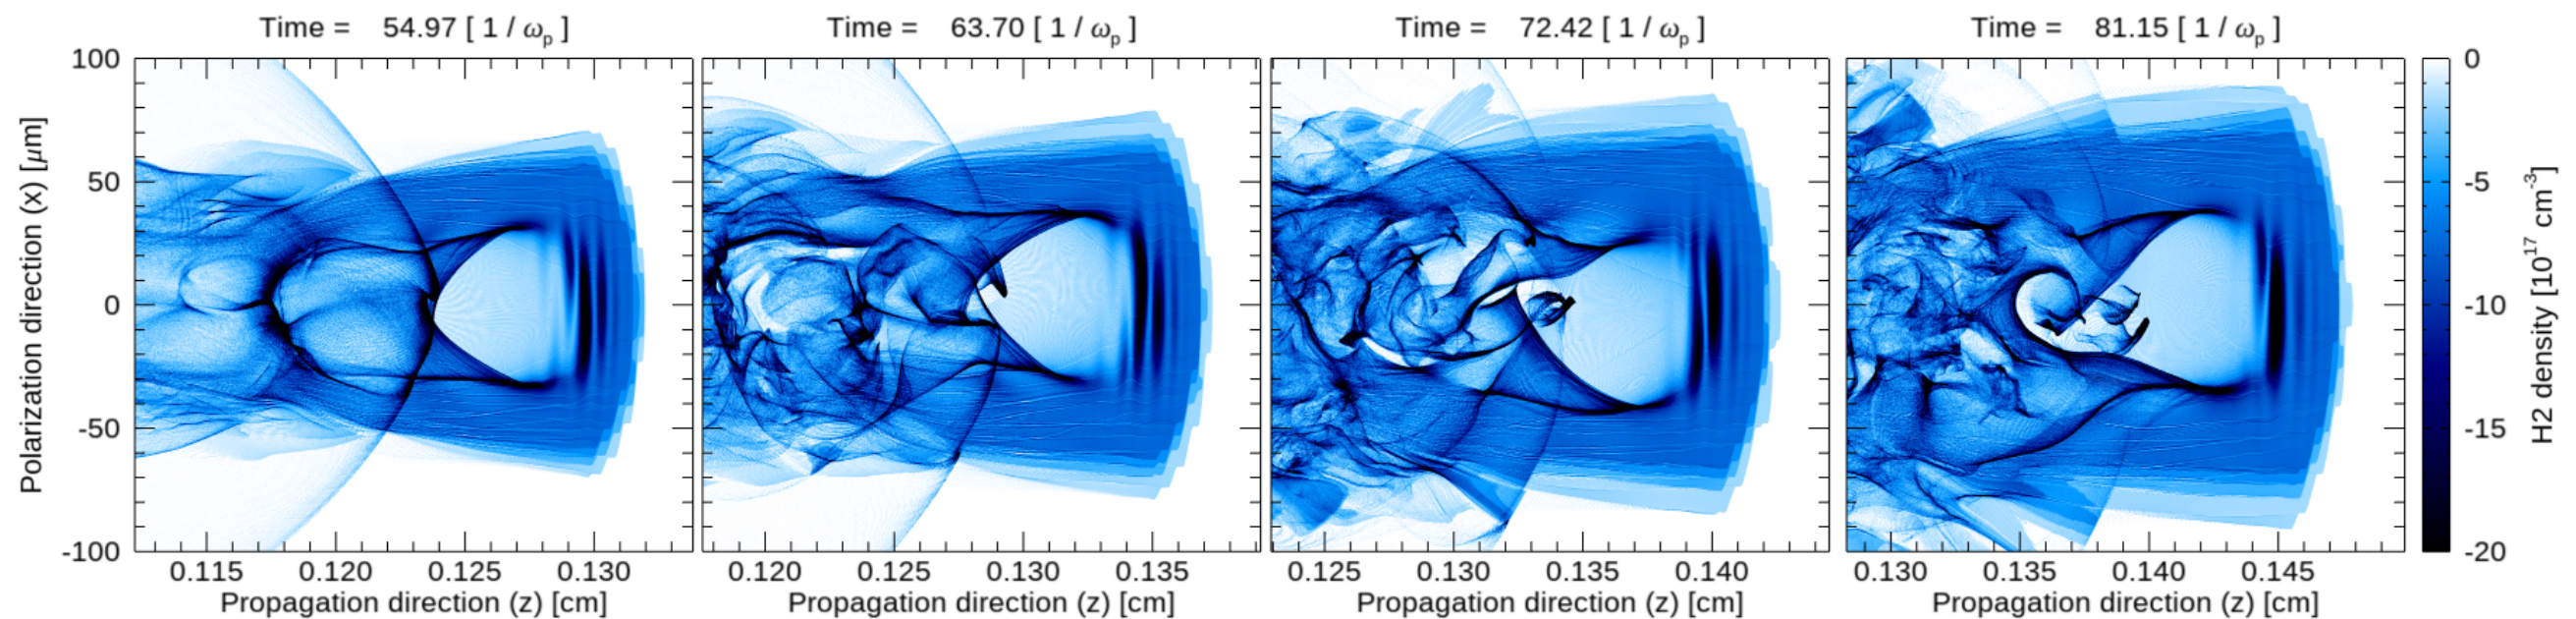 Time = 54.97 [ 1 / ωp ]
Time = 63.70 [ 1 / ωp ]
Time = 72.42 [ 1 / ωp ]
Time = 81.15 [ 1 / ωp ]
Polarization direction (x) [μm]
100
50
0
-50
-100
0.115 0.120 0.125 0.130
Propagation direction (z) [cm]
0.120 0.125 0.130 0.135
Propagation direction (z) [cm]
0.125 0.130 0.135 0.140
Propagation direction (z) [cm]
0.130 0.135 0.140 0.145
Propagation direction (z) [cm]
0
-5
-10
-15
-20
H2 density [10¹⁷ cm⁻³]